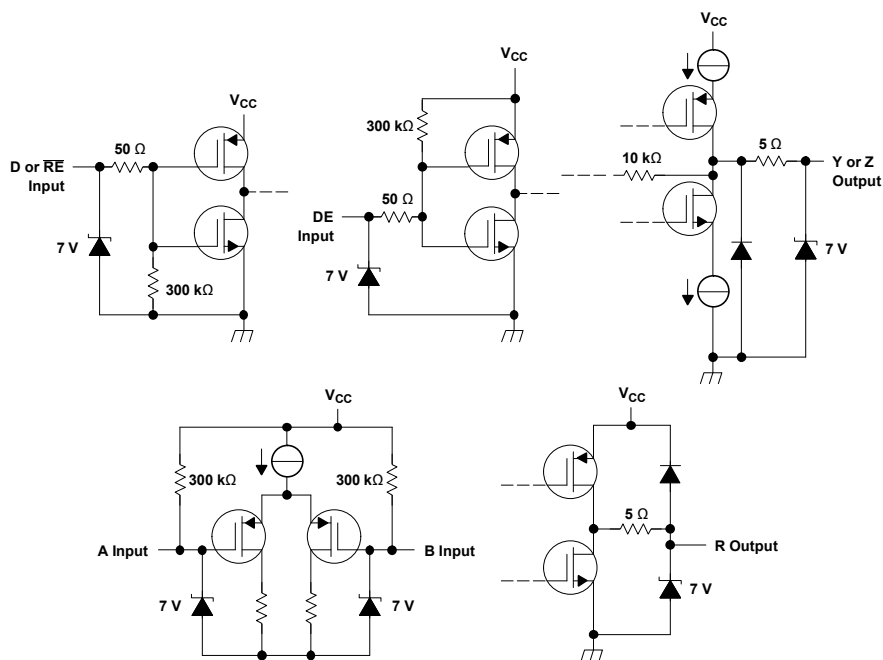 VCC
50 Ω
D or RE
Input
7 V
300 kΩ
VCC
300 kΩ
50 Ω
DE
Input
7 V
VCC
10 kΩ
5 Ω
Y or Z
Output
7 V
VCC
300 kΩ
300 kΩ
A Input
B Input
7 V
7 V
VCC
5 Ω
R Output
7 V